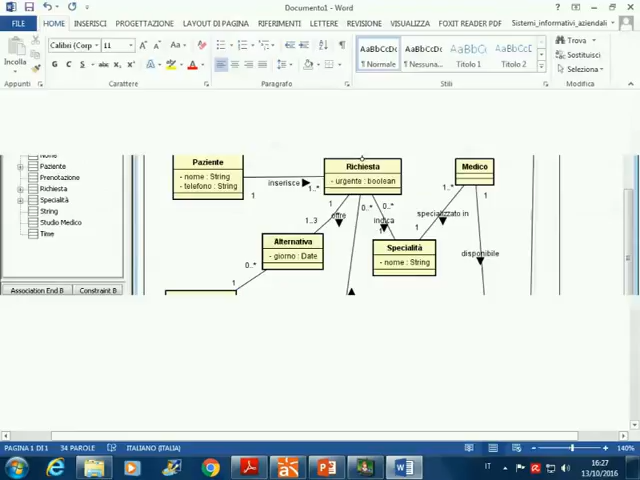 Documento1 - Word
FILE HOME INSERISCI PROGETTAZIONE LAYOUT DI PAGINA RIFERIMENTI LETTERE REVISIONE VISUALIZZA FOXIT READER PDF Sistemi_informativi_aziendali
Incolla
Calibri (Corp 11
G C S abc x₂ x²
AaBbCcDc AaBbCcDc AaBbC AaBbCc
¶ Normale ¶ Nessuna... Titolo 1 Titolo 2
Trova
Sostituisci
Seleziona
Appunti Carattere Paragrafo Stili Modifica
Nome
Paziente
Prenotazione
Richiesta
Specialità
String
Studio Medico
Time
Association End B Constraint B
Paziente
- nome : String
- telefono : String
1
inserisce
1..*
Richiesta
- urgente : boolean
Medico
1 0..* 0..* 1..* 1
1..3
offre
indica
1
specializzato in
1
Alternativa
- giorno : Date
Specialità
- nome : String
disponibile
0..*
1
PAGINA 1 DI 1 34 PAROLE ITALIANO (ITALIA) 140%
IT 16:27
13/10/2016